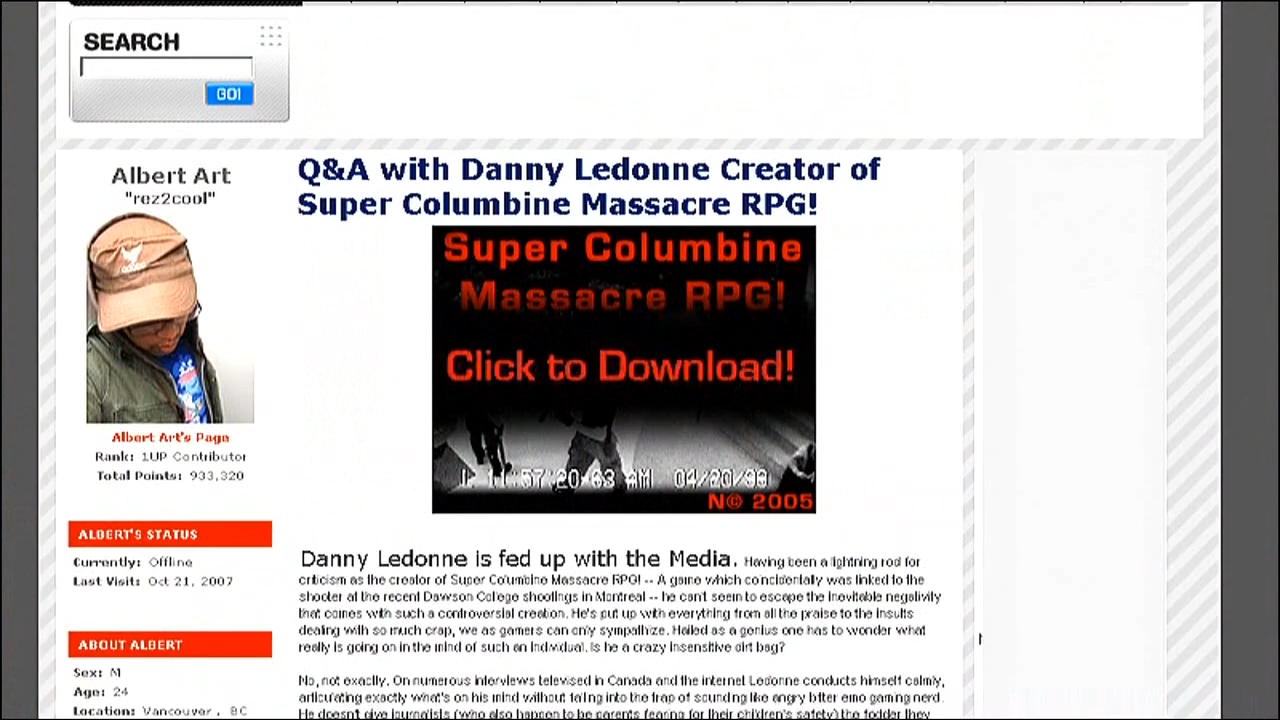 SEARCH
GO!
Albert Art
"rez2cool"
Albert Art's Page
Rank: 1UP Contributor
Total Points: 933,320
ALBERT'S STATUS
Currently: Offline
Last Visit: Oct 21, 2007
ABOUT ALBERT
Sex: M
Age: 24
Location: Vancouver , BC
Q&A with Danny Ledonne Creator of
Super Columbine Massacre RPG!
Super Columbine
Massacre RPG!
Click to Download!
AM 04/20/99
N© 2005
Danny Ledonne is fed up with the Media. Having been a lightning rod for
criticism as the creator of Super Columbine Massacre RPG! -- A game which coincidentally was linked to the
shooter at the recent Dawson College shootings in Montreal -- he can't seem to escape the inevitable negativity
that comes with such a controversial creation. He's put up with everything from all the praise to the insults
dealing with so much crap, we as gamers can only sympathize. Hailed as a genius one has to wonder what
really is going on in the mind of such an individual. Is he a crazy insensitive dirt bag?
No, not exactly. On numerous interviews televised in Canada and the internet Ledonne conducts himself calmly,
articulating exactly what's on his mind without falling into the trap of sounding like angry bitter emo gaming nerd.
He doesn't give journalists (who also happen to be parents fearing for their children's safety) the fodder they